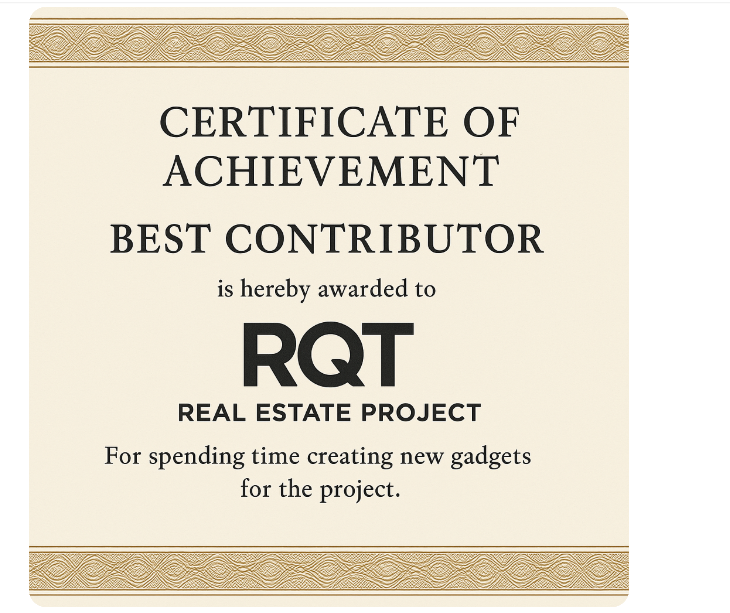 CERTIFICATE OF
ACHIEVEMENT
BEST CONTRIBUTOR
is hereby awarded to
RQT
REAL ESTATE PROJECT
For spending time creating new gadgets
for the project.